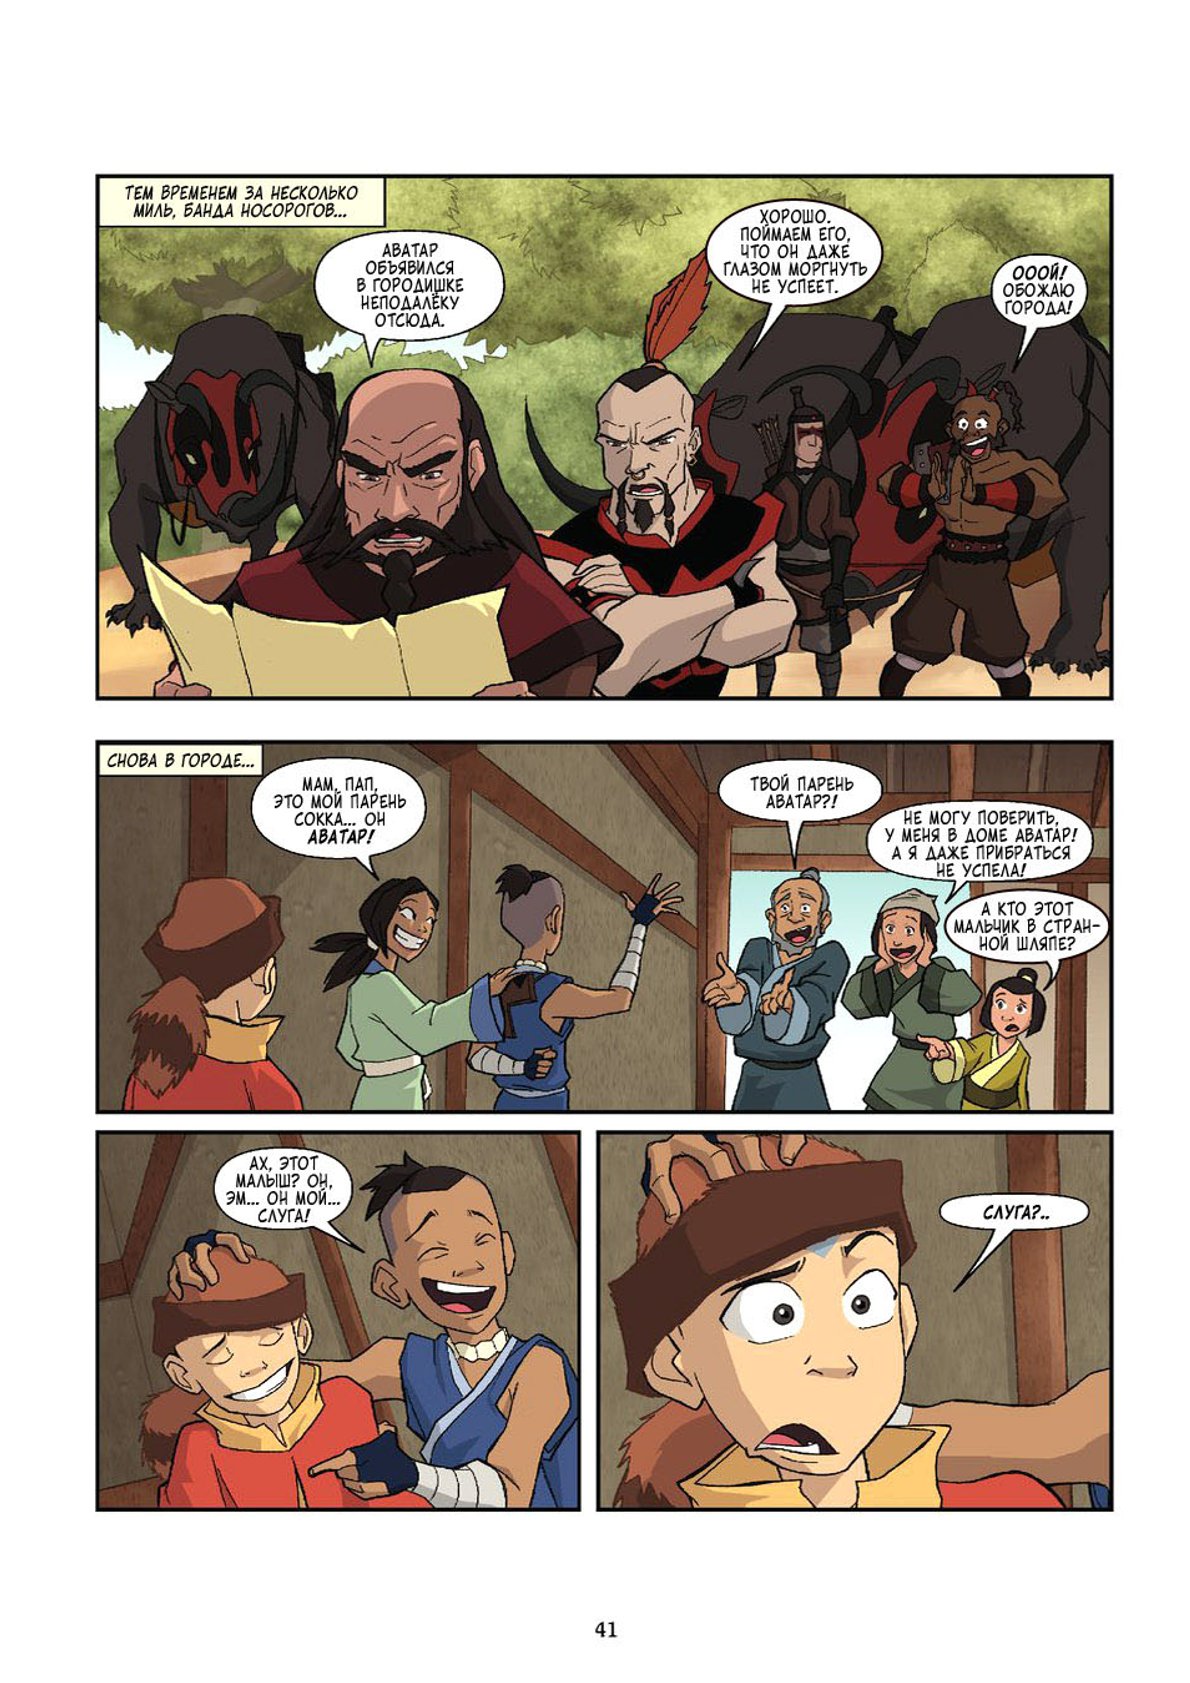 ТЕМ ВРЕМЕНЕМ ЗА НЕСКОЛЬКО
МИЛЬ, БАНДА НОСОРОГОВ...
АВАТАР
ОБЪЯВИЛСЯ
В ГОРОДИШКЕ
НЕПОДАЛЁКУ
ОТСЮДА.
ХОРОШО.
ПОЙМАЕМ ЕГО,
ЧТО ОН ДАЖЕ
ГЛАЗОМ МОРГНУТЬ
НЕ УСПЕЕТ.
ОООЙ!
ОБОЖАЮ
ГОРОДА!
СНОВА В ГОРОДЕ...
МАМ, ПАП,
ЭТО МОЙ ПАРЕНЬ
СОККА... ОН
АВАТАР!
ТВОЙ ПАРЕНЬ
АВАТАР?!
НЕ МОГУ ПОВЕРИТЬ,
У МЕНЯ В ДОМЕ АВАТАР!
А Я ДАЖЕ ПРИБРАТЬСЯ
НЕ УСПЕЛА!
А КТО ЭТОТ
МАЛЬЧИК В СТРАН-
НОЙ ШЛЯПЕ?
АХ, ЭТОТ
МАЛЫШ? ОН,
ЭМ... ОН МОЙ...
СЛУГА!
СЛУГА?..
41